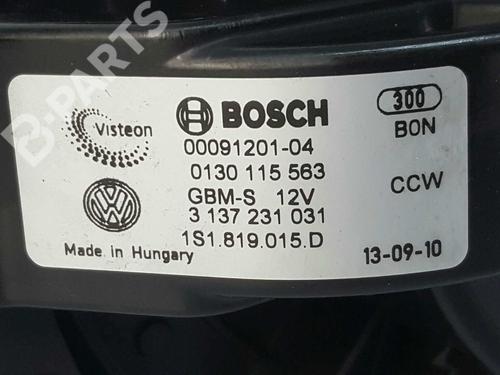 B-PARTS
Visteon
BOSCH
300
00091201-04
B0N
0130 115 563
GBM-S 12V
CCW
3 137 231 031
1S1.819.015.D
Made in Hungary
13-09-10